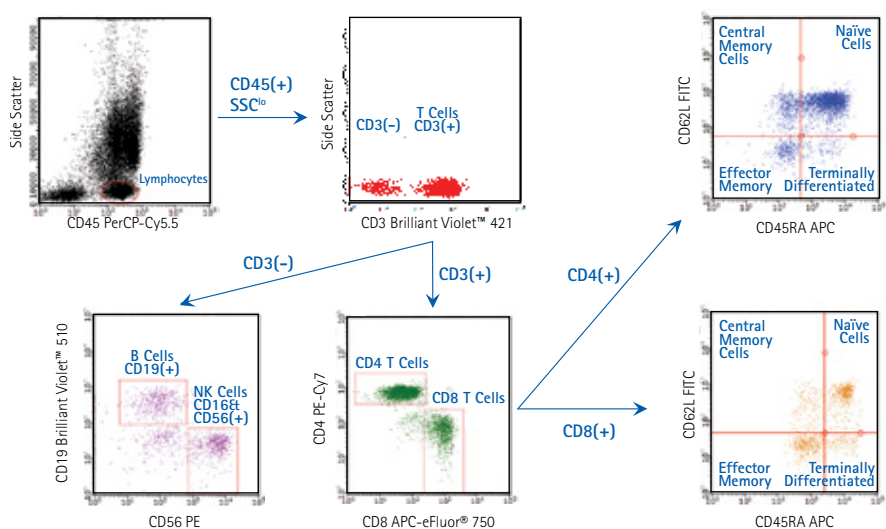 Side Scatter
Lymphocytes
CD45 PerCP-Cy5.5
CD45(+)
SSClo
Side Scatter
CD3(-)
T Cells
CD3(+)
CD3 Brilliant Violet™ 421
CD62L FITC
Central
Memory
Cells
Naïve
Cells
Effector
Memory
Terminally
Differentiated
CD45RA APC
CD3(-)
CD3(+)
CD4(+)
CD19 Brilliant Violet™ 510
B Cells
CD19(+)
NK Cells
CD16&
CD56(+)
CD56 PE
CD4 PE-Cy7
CD4 T Cells
CD8 T Cells
CD8 APC-eFluor® 750
CD8(+)
CD62L FITC
Central
Memory
Cells
Naïve
Cells
Effector
Memory
Terminally
Differentiated
CD45RA APC